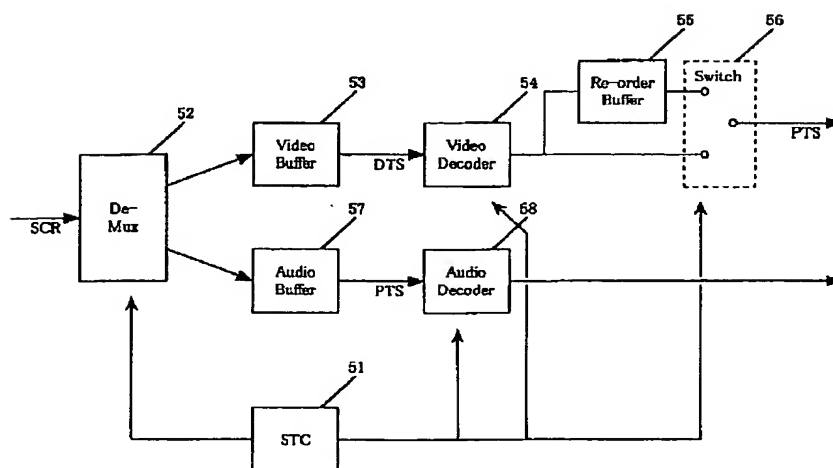 55
56
53
54
52
Re-order
Buffer
Switch
Video
Buffer
DTS
Video
Decoder
PTS
De-
Mux
SCR
57
58
Audio
Buffer
PTS
Audio
Decoder
51
STC